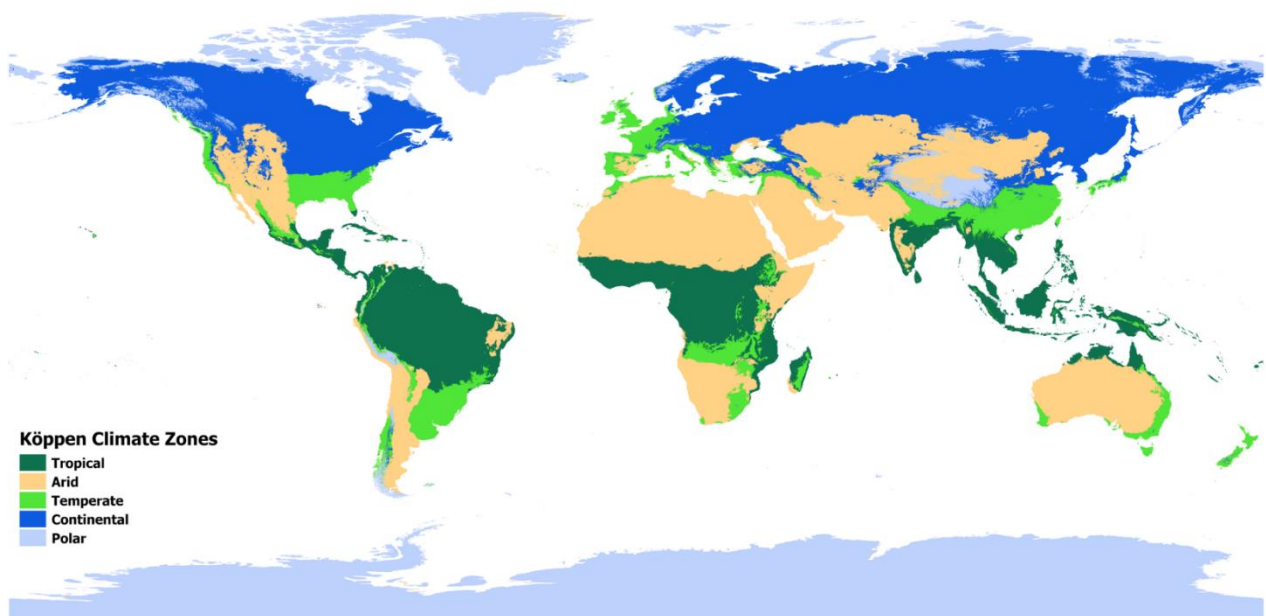 Köppen Climate Zones
Tropical
Arid
Temperate
Continental
Polar